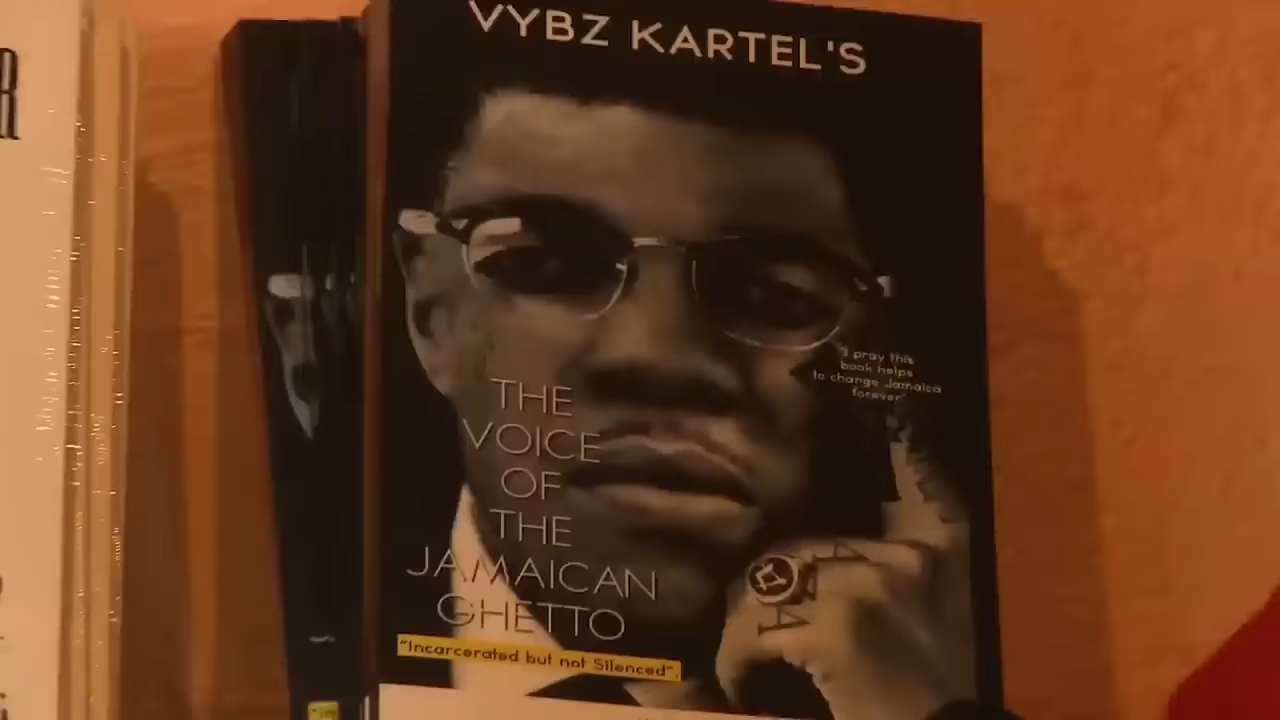 VYBZ KARTEL'S
"I pray this
book helps
to change Jamaica
forever"
THE
VOICE
OF
THE
JAMAICAN
GHETTO
"Incarcerated but not Silenced".
R